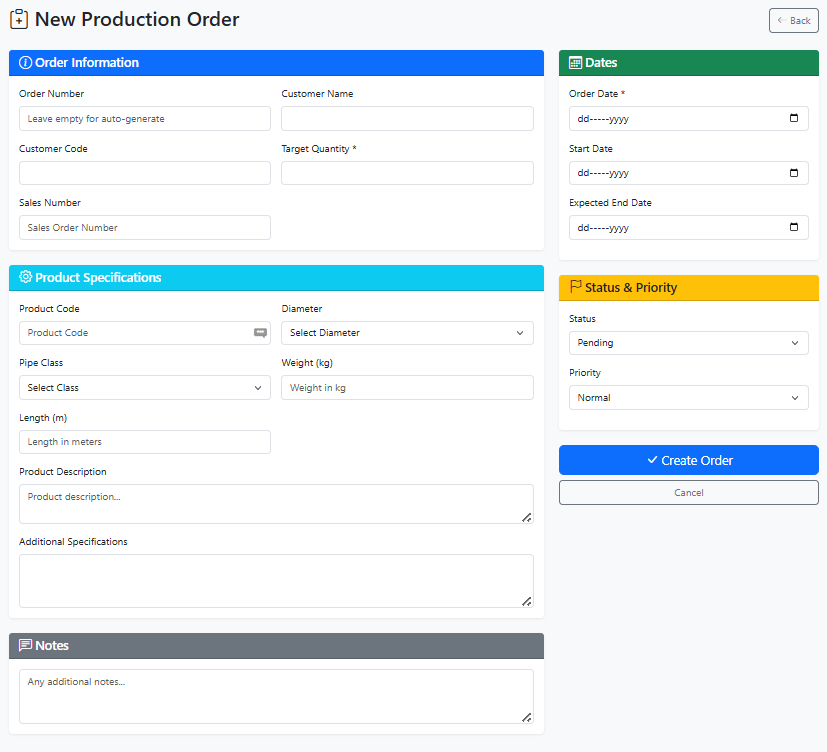 New Production Order
Back
Order Information
Order Number
Customer Name
Leave empty for auto-generate
Customer Code
Target Quantity *
Sales Number
Sales Order Number
Product Specifications
Product Code
Diameter
Product Code
Select Diameter
Pipe Class
Weight (kg)
Select Class
Weight in kg
Length (m)
Length in meters
Product Description
Product description...
Additional Specifications
Notes
Any additional notes...
Dates
Order Date *
dd-----yyyy
Start Date
dd-----yyyy
Expected End Date
dd-----yyyy
Status & Priority
Status
Pending
Priority
Normal
Create Order
Cancel